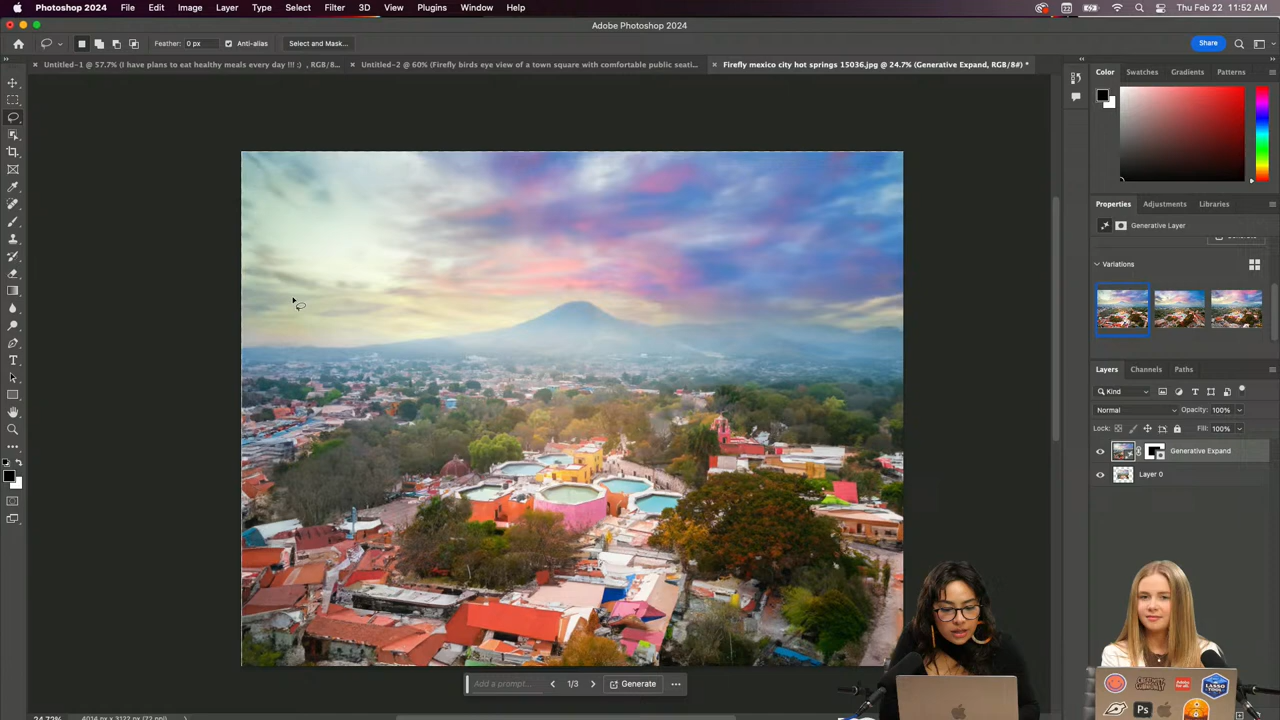 Photoshop 2024 File Edit Image Layer Type Select Filter 3D View Plugins Window Help Thu Feb 22 11:52 AM
Adobe Photoshop 2024
Feather: 0 px Anti-alias Select and Mask... Share
Untitled-1 @ 57.7% (I have plans to eat healthy meals every day !!! :) , RGB/8... Untitled-2 @ 60% (Firefly birds eye view of a town square with comfortable public seati... Firefly mexico city hot springs 15036.jpg @ 24.7% (Generative Expand, RGB/8#) *
Color Swatches Gradients Patterns
Properties Adjustments Libraries
Generative Layer
Variations
Layers Channels Paths
Kind
Normal Opacity: 100%
Lock: Fill: 100%
Generative Expand
Layer 0
Add a prompt... 1/3 Generate
LASSO
TOOL
Ps